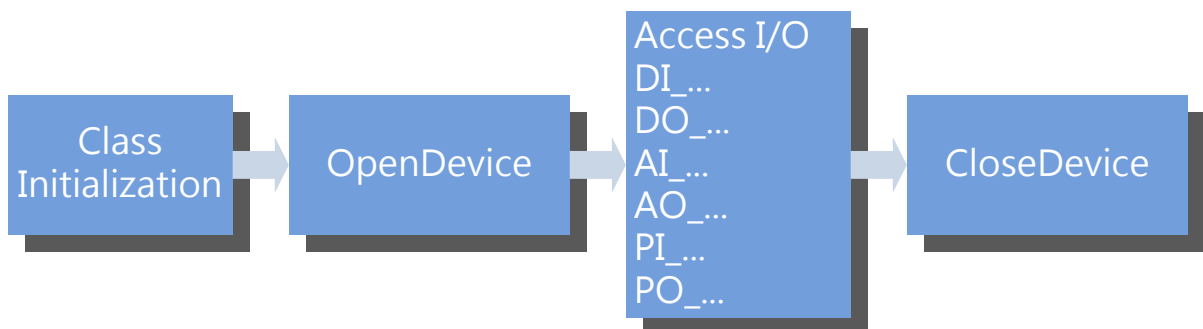 Class
Initialization
OpenDevice
Access I/O
DI_...
DO_...
AI_...
AO_...
PI_...
PO_...
CloseDevice